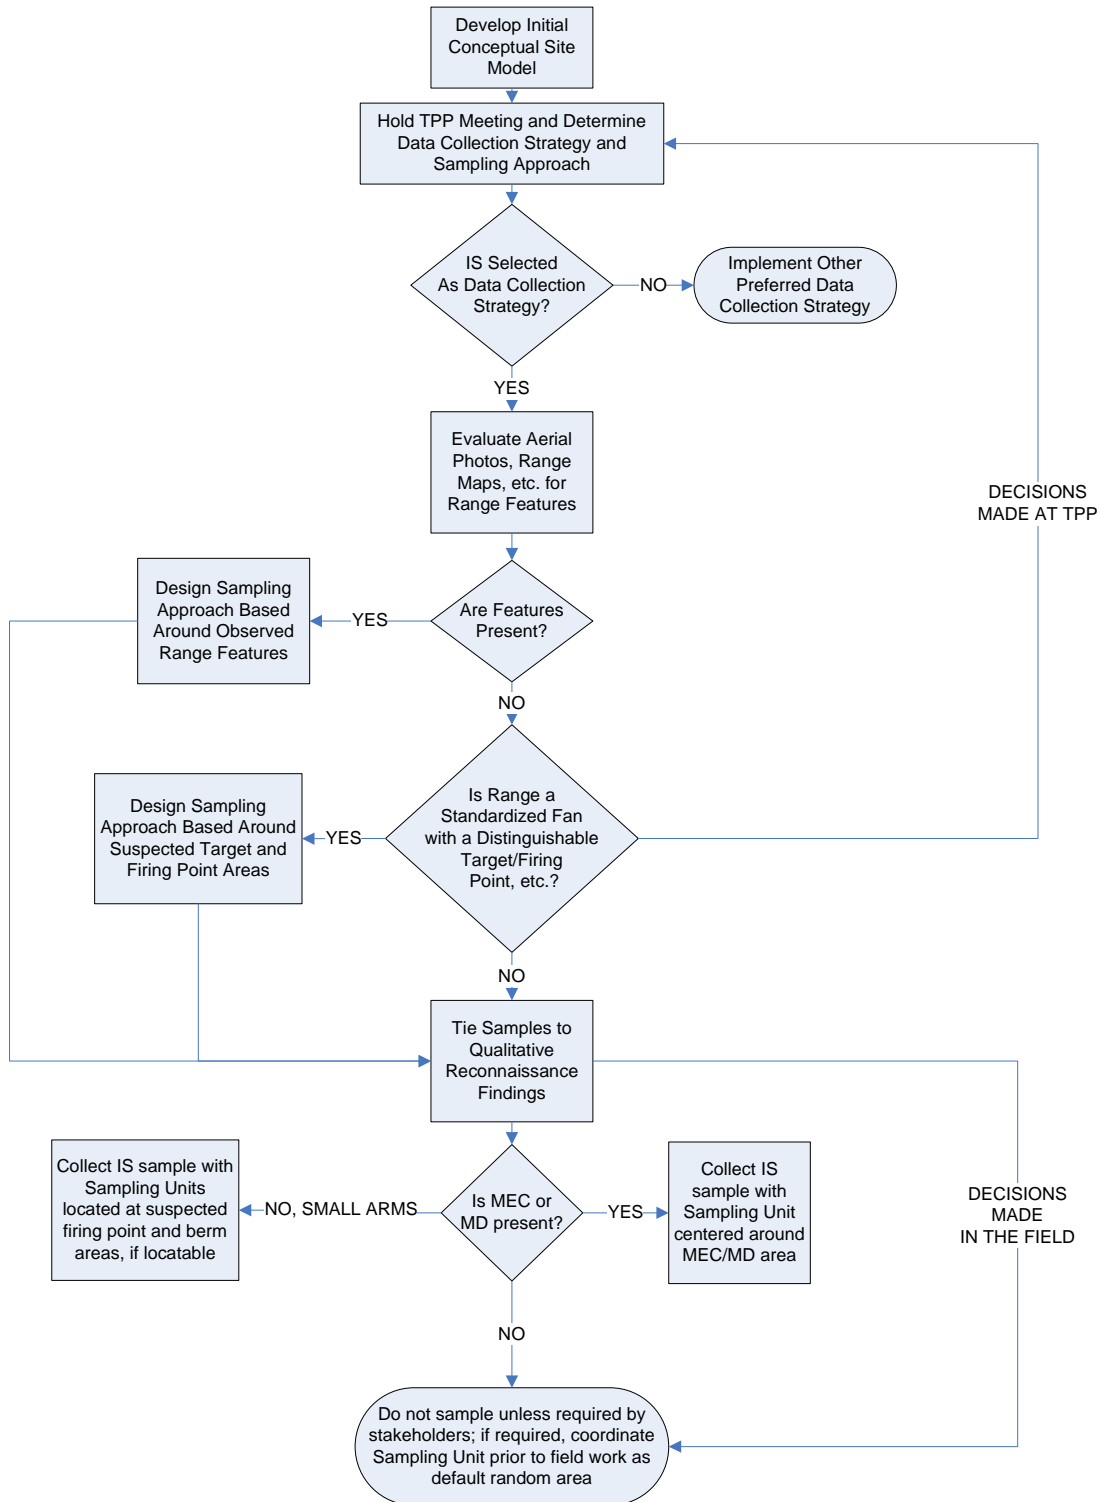 Develop Initial
Conceptual Site
Model
Hold TPP Meeting and Determine
Data Collection Strategy and
Sampling Approach
IS Selected
As Data Collection
Strategy?
NO
Implement Other
Preferred Data
Collection Strategy
YES
Evaluate Aerial
Photos, Range
Maps, etc. for
Range Features
DECISIONS
MADE AT TPP
Design Sampling
Approach Based
Around Observed
Range Features
YES
Are Features
Present?
NO
Design Sampling
Approach Based Around
Suspected Target and
Firing Point Areas
YES
Is Range a
Standardized Fan
with a Distinguishable
Target/Firing
Point, etc.?
NO
Tie Samples to
Qualitative
Reconnaissance
Findings
Collect IS sample with
Sampling Units
located at suspected
firing point and berm
areas, if locatable
NO, SMALL ARMS
Is MEC or
MD present?
YES
Collect IS
sample with
Sampling Unit
centered around
MEC/MD area
DECISIONS
MADE
IN THE FIELD
NO
Do not sample unless required by
stakeholders; if required, coordinate
Sampling Unit prior to field work as
default random area